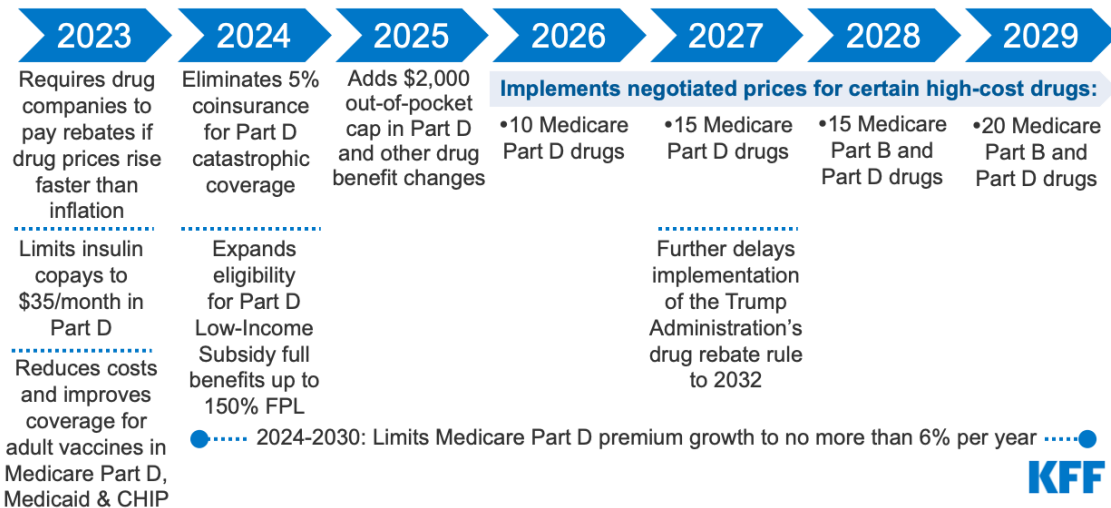 2023
2024
2025
2026
2027
2028
2029
Requires drug
companies to
pay rebates if
drug prices rise
faster than
inflation
Limits insulin
copays to
$35/month in
Part D
Reduces costs
and improves
coverage for
adult vaccines in
Medicare Part D,
Medicaid & CHIP
Eliminates 5%
coinsurance
for Part D
catastrophic
coverage
Expands
eligibility
for Part D
Low-Income
Subsidy full
benefits up to
150% FPL
Adds $2,000
out-of-pocket
cap in Part D
and other drug
benefit changes
Implements negotiated prices for certain high-cost drugs:
•10 Medicare
Part D drugs
•15 Medicare
Part D drugs
Further delays
implementation
of the Trump
Administration’s
drug rebate rule
to 2032
•15 Medicare
Part B and
Part D drugs
•20 Medicare
Part B and
Part D drugs
2024-2030: Limits Medicare Part D premium growth to no more than 6% per year
KFF